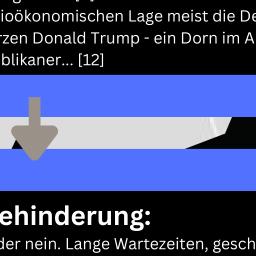 ioökonomischen Lage meist die De
rzen Donald Trump - ein Dorn im A
blikaner... [12]
ehinderung:
der nein. Lange Wartezeiten, gesch